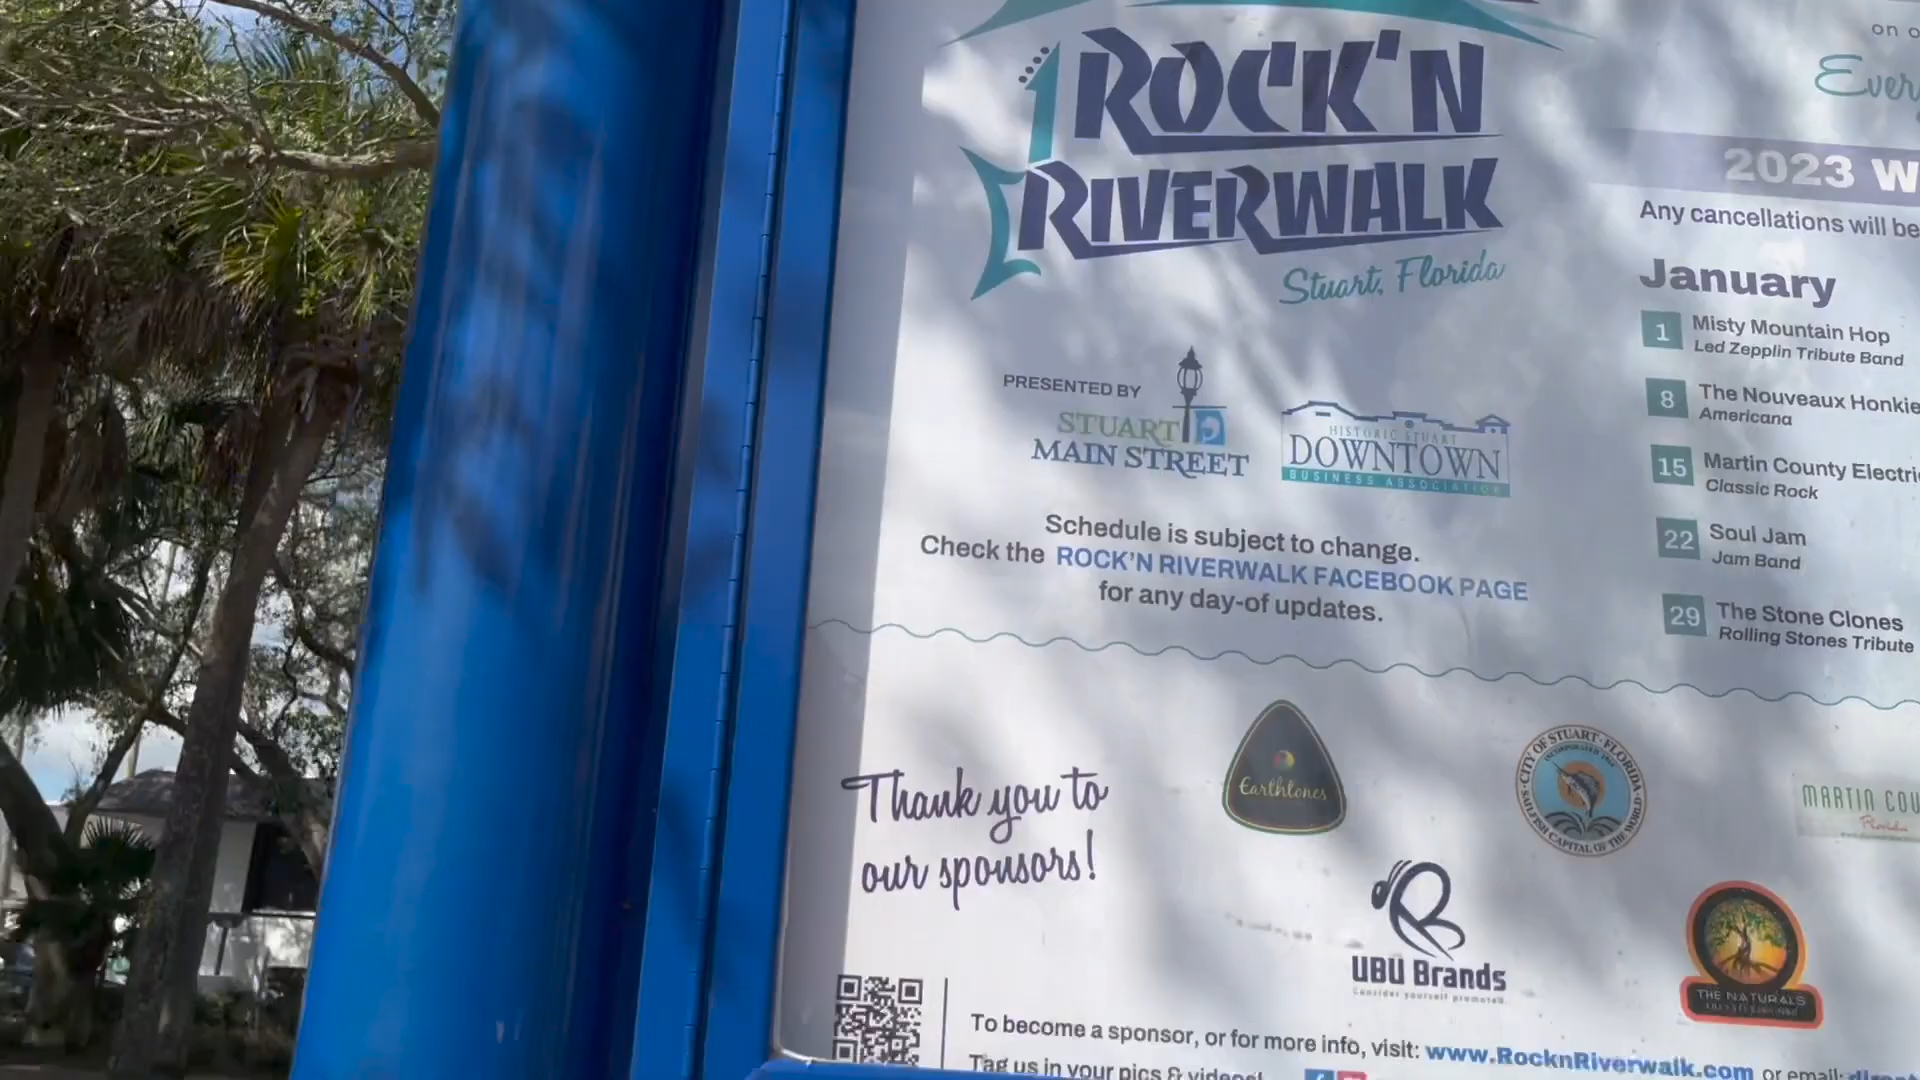 ROCK'N
RIVERWALK
Stuart, Florida
PRESENTED BY
STUART
MAIN STREET
HISTORIC STUART
DOWNTOWN
BUSINESS ASSOCIATION
Schedule is subject to change.
Check the ROCK'N RIVERWALK FACEBOOK PAGE
for any day-of updates.
on
2023
Any cancellations will be
January
1 Misty Mountain Hop
Led Zepplin Tribute Band
8 The Nouveaux Honkie
Americana
15 Martin County Electri
Classic Rock
22 Soul Jam
Jam Band
29 The Stone Clones
Rolling Stones Tribute
Thank you to
our sponsors!
Earthtones
CITY OF STUART · FLORIDA
SAILFISH CAPITAL OF THE WORLD
MARTIN COU
Florida
UBU Brands
Consider yourself promoted.
THE NATURALS
To become a sponsor, or for more info, visit: www.RocknRiverwalk.com or email:
Tag us in your pics & videos!